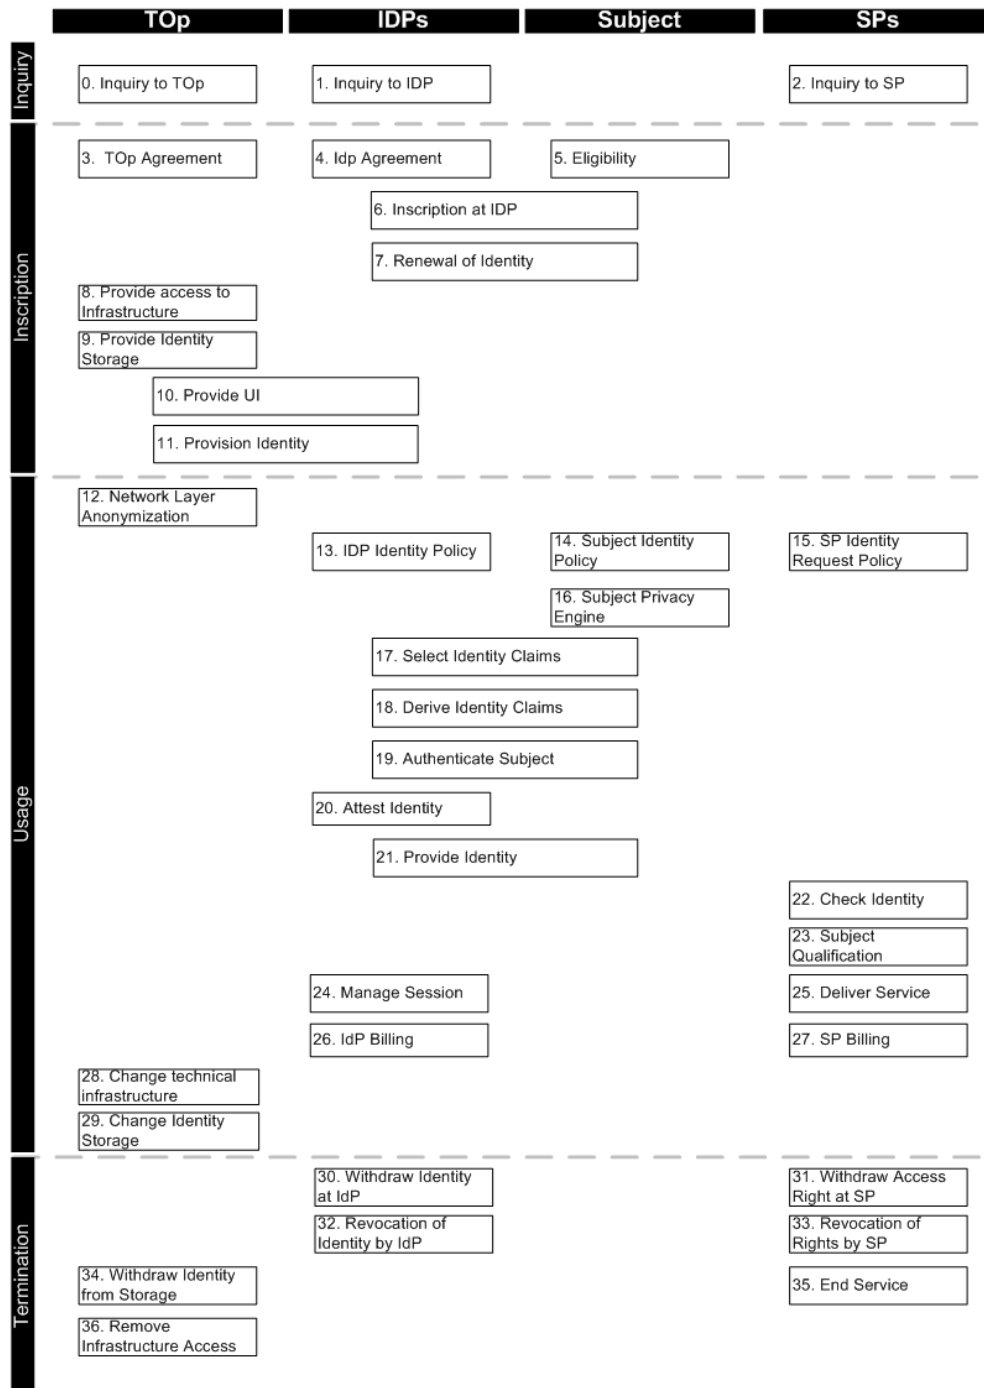 TOp
IDPs
Subject
SPs
Inquiry
0. Inquiry to TOp
1. Inquiry to IDP
2. Inquiry to SP
Inscription
3. TOp Agreement
4. Idp Agreement
5. Eligibility
6. Inscription at IDP
7. Renewal of Identity
8. Provide access to
Infrastructure
9. Provide Identity
Storage
10. Provide UI
11. Provision Identity
Usage
12. Network Layer
Anonymization
13. IDP Identity Policy
14. Subject Identity
Policy
15. SP Identity
Request Policy
16. Subject Privacy
Engine
17. Select Identity Claims
18. Derive Identity Claims
19. Authenticate Subject
20. Attest Identity
21. Provide Identity
22. Check Identity
23. Subject
Qualification
24. Manage Session
25. Deliver Service
26. IdP Billing
27. SP Billing
28. Change technical
infrastructure
29. Change Identity
Storage
Termination
30. Withdraw Identity
at IdP
31. Withdraw Access
Right at SP
32. Revocation of
Identity by IdP
33. Revocation of
Rights by SP
34. Withdraw Identity
from Storage
35. End Service
36. Remove
Infrastructure Access